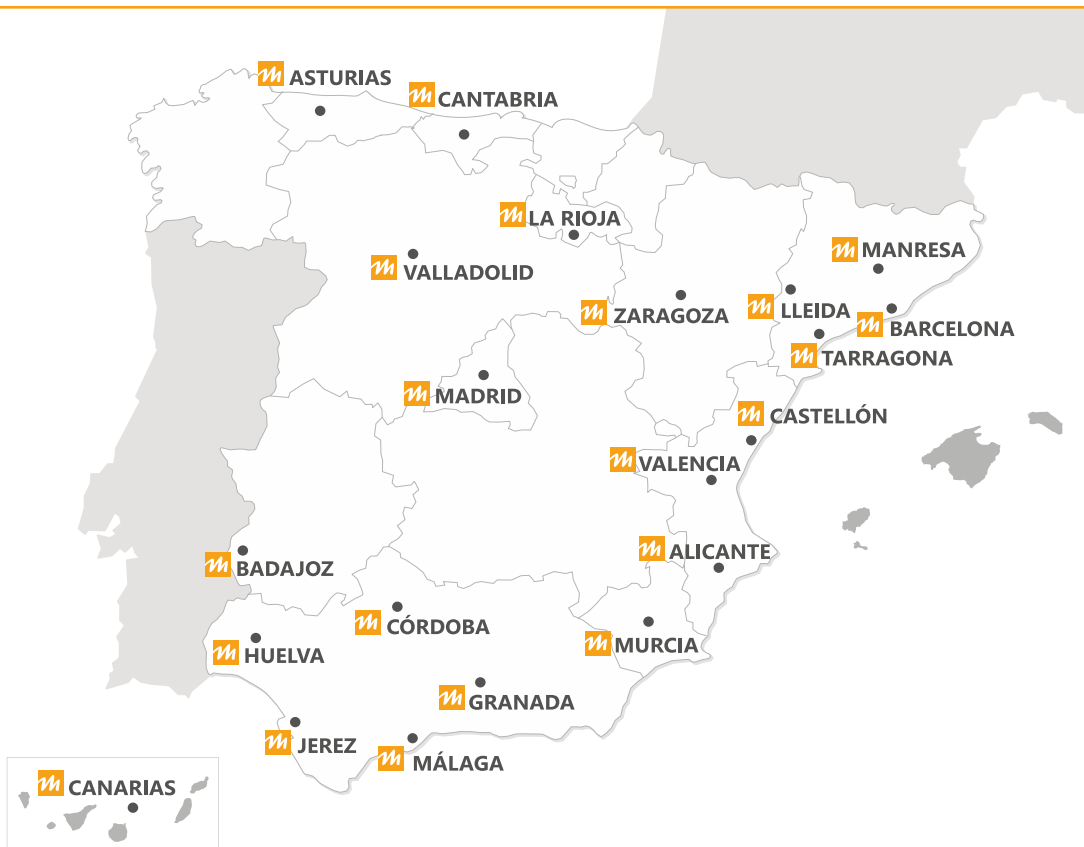 ASTURIAS
CANTABRIA
LA RIOJA
MANRESA
VALLADOLID
ZARAGOZA
LLEIDA
BARCELONA
TARRAGONA
MADRID
CASTELLÓN
VALENCIA
ALICANTE
BADAJOZ
CÓRDOBA
MURCIA
HUELVA
GRANADA
JEREZ
MÁLAGA
CANARIAS